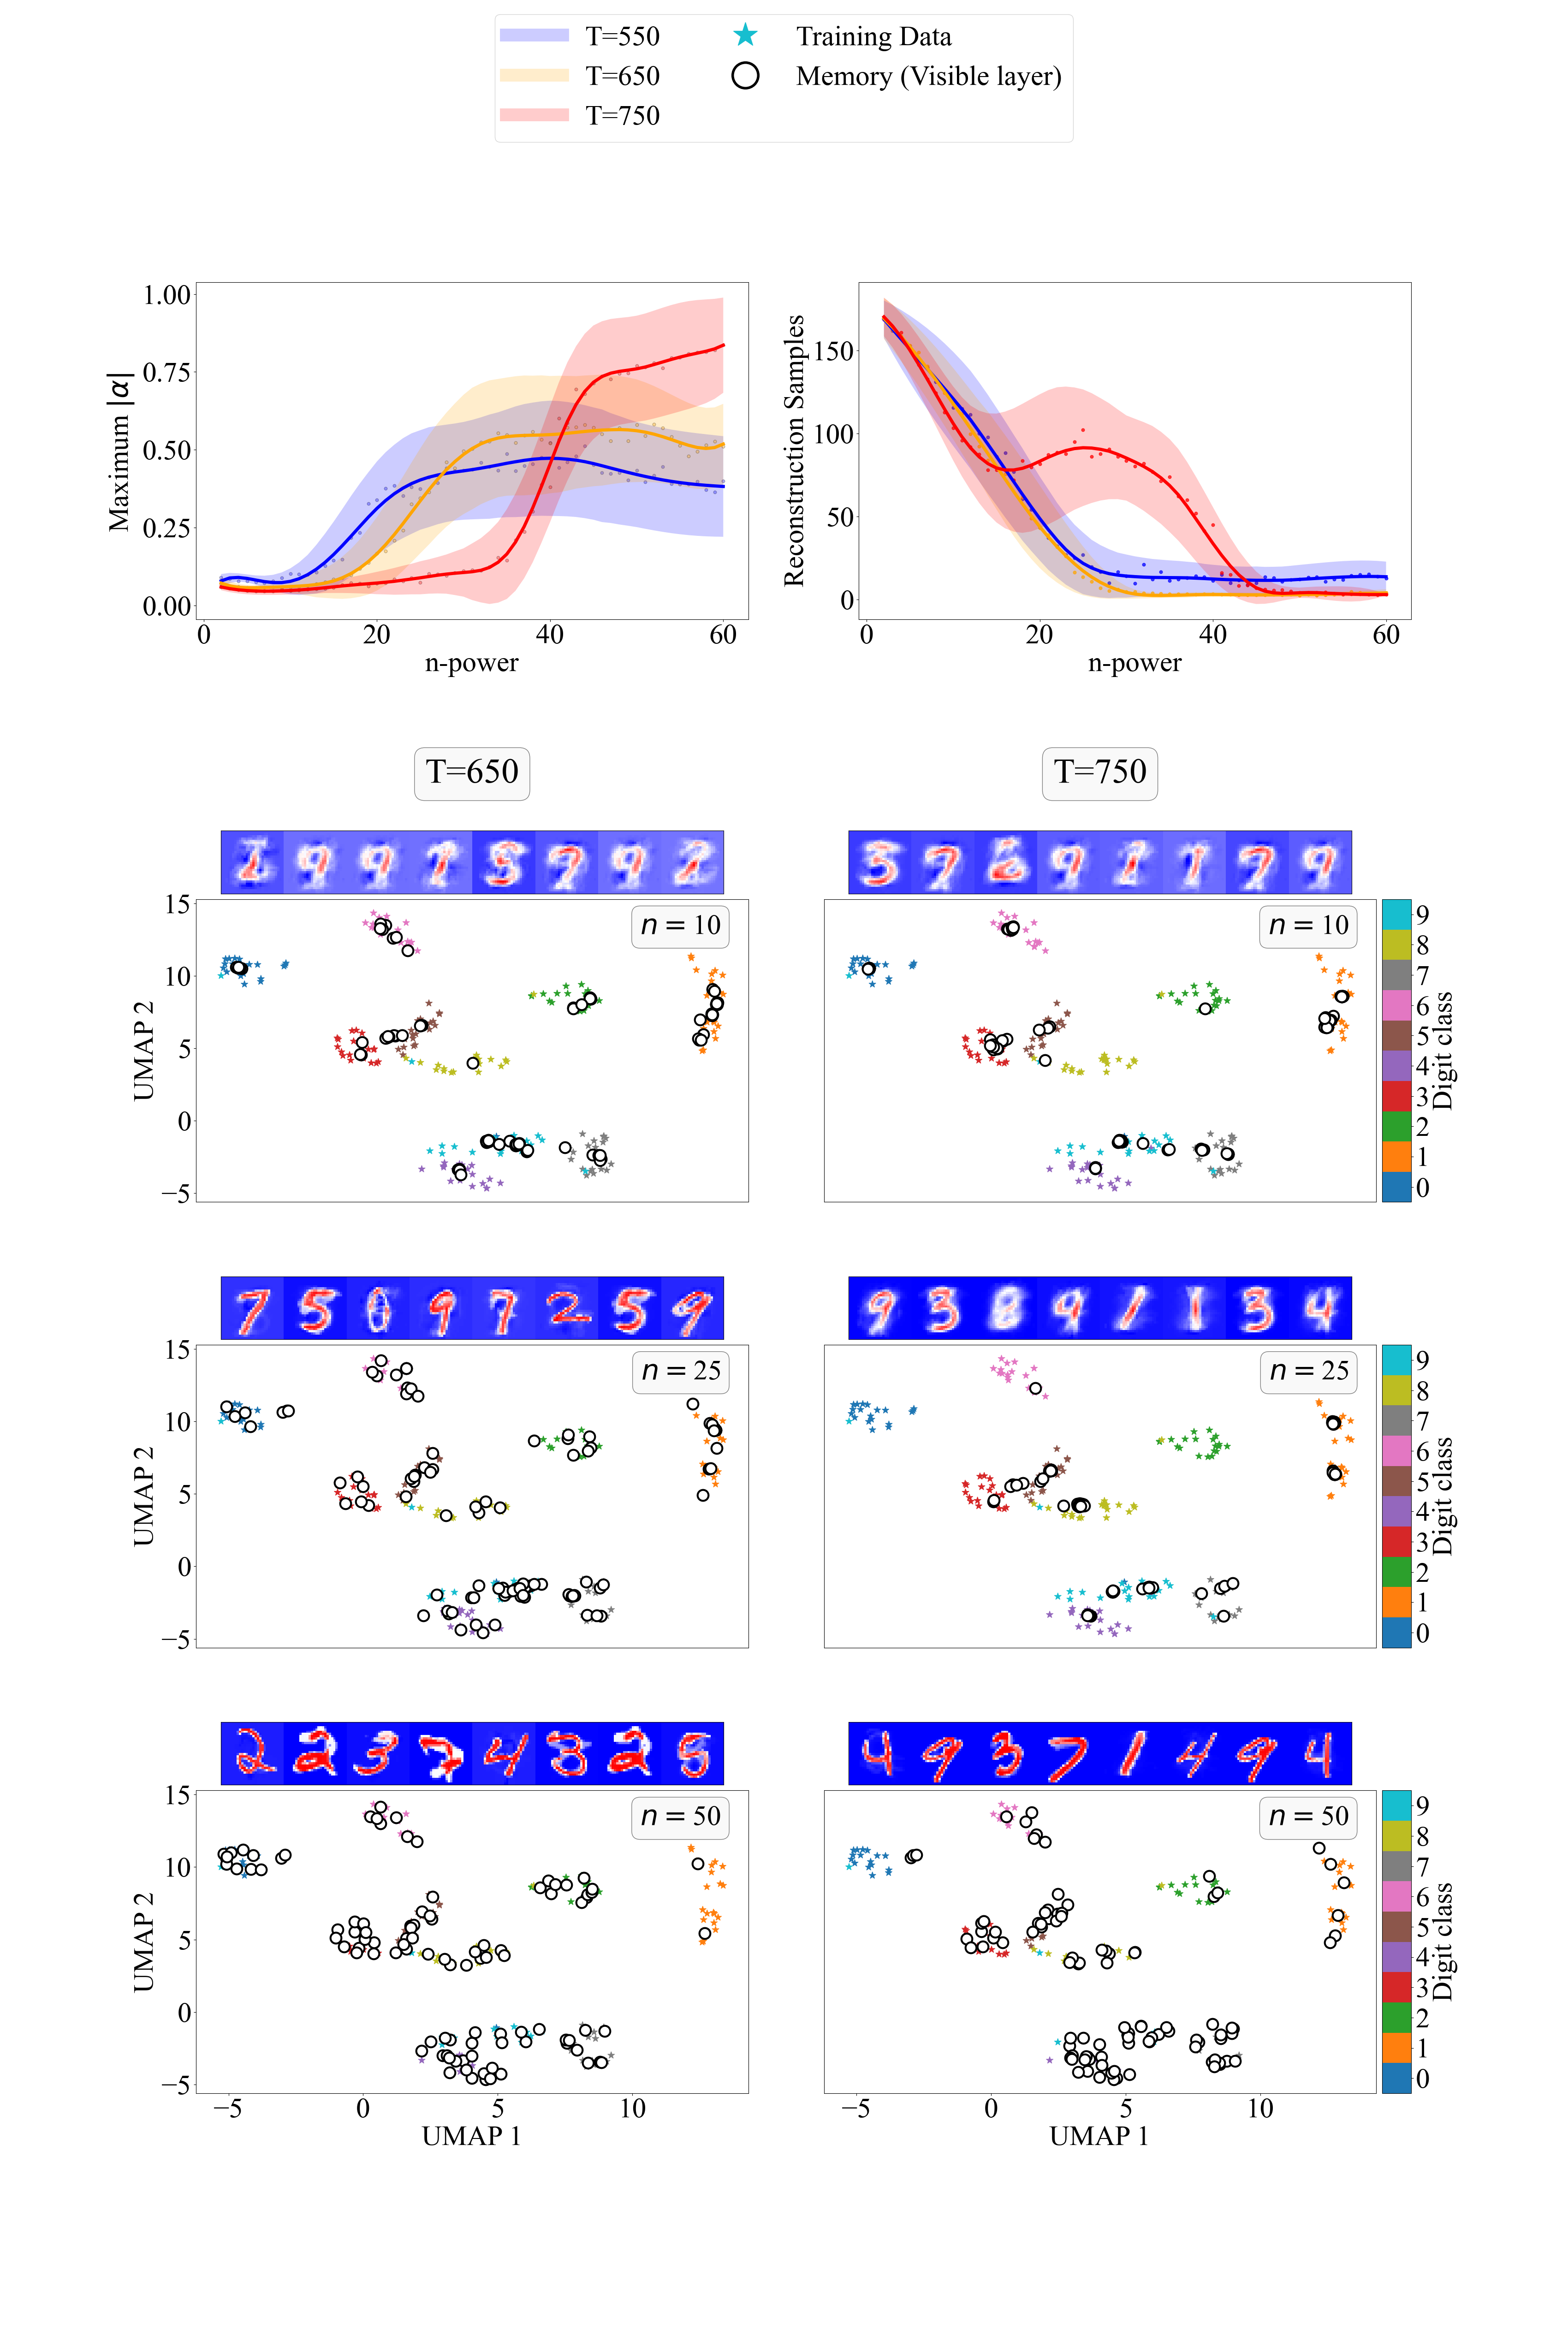 T=550
T=650
T=750
Training Data
Memory (Visible layer)
1.00
0.75
0.50
0.25
0.00
Maximum |α|
0
20
40
60
n-power
150
100
50
0
Reconstruction Samples
0
20
40
60
n-power
T=650
T=750
n = 10
15
10
5
0
−5
UMAP 2
n = 10
9
8
7
6
5
4
3
2
1
0
Digit class
n = 25
15
10
5
0
−5
UMAP 2
n = 25
9
8
7
6
5
4
3
2
1
0
Digit class
n = 50
15
10
5
0
−5
UMAP 2
−5
0
5
10
UMAP 1
n = 50
−5
0
5
10
UMAP 1
9
8
7
6
5
4
3
2
1
0
Digit class